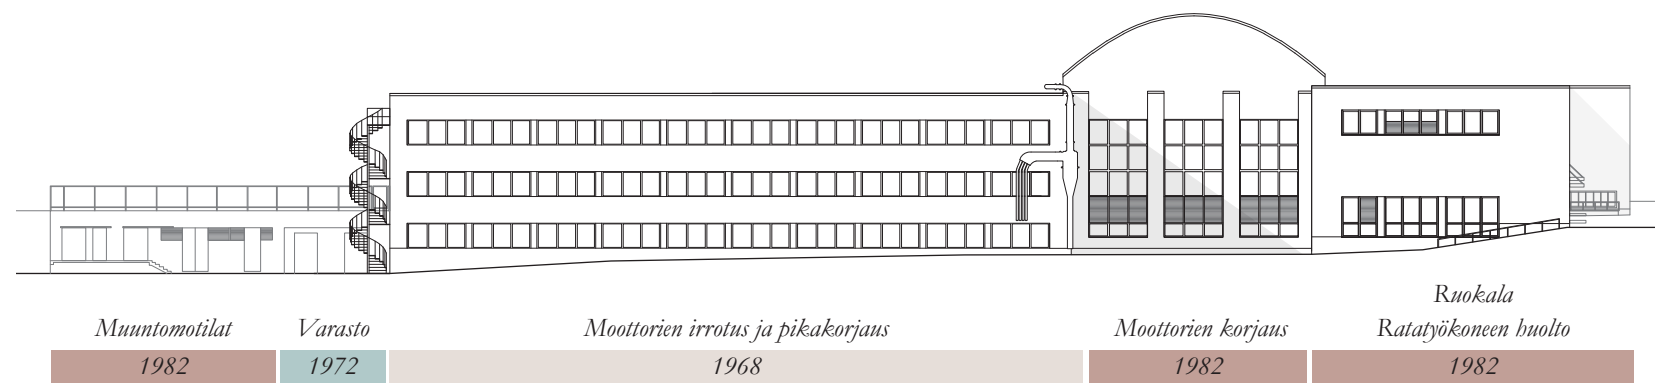 Ruokala
Muuntomotilat Varasto Moottorien irrotus ja pikakorjaus Moottorien korjaus Ratatyökoneen huolto
1982 1972 1968 1982 1982